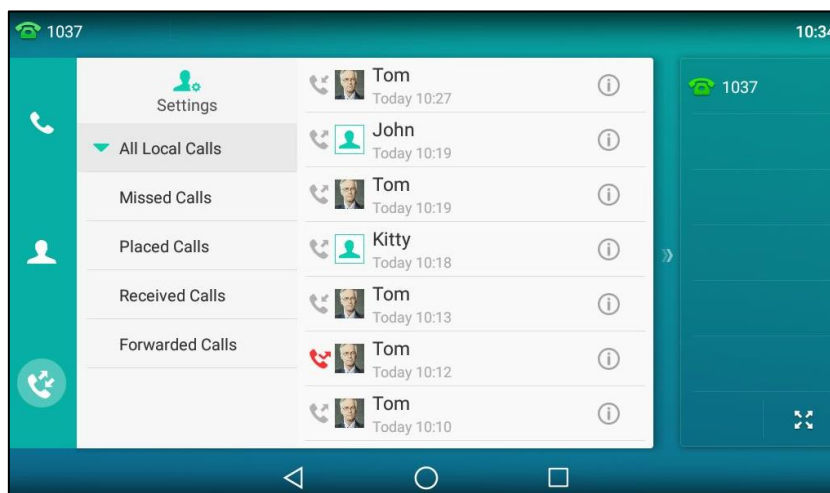 1037
10:34
Settings
All Local Calls
Missed Calls
Placed Calls
Received Calls
Forwarded Calls
Tom
Today 10:27
John
Today 10:19
Tom
Today 10:19
Kitty
Today 10:18
Tom
Today 10:13
Tom
Today 10:12
Tom
Today 10:10
1037